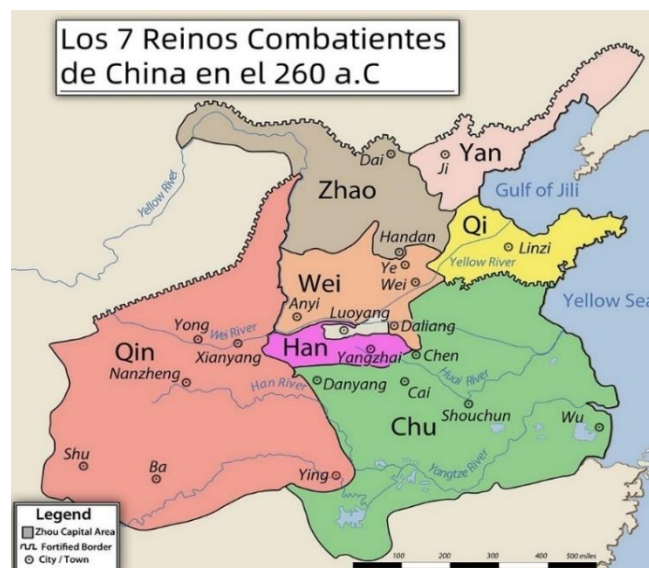 Los 7 Reinos Combatientes
de China en el 260 a.C
Yan
Dai
Ji
Zhao
Yellow River
Gulf of Jili
Qi
Linzi
Handan
Ye
Wei
Yellow River
Wei
Anyi
Luoyang
Yellow Sea
Daliang
Yong
Wei River
Xianyang
Qin
Han
Yangzhai
Chen
Nanzheng
Han River
Danyang
Cai
Huai River
Shouchun
Chu
Wu
Shu
Ba
Ying
Yangtze River
Legend
Zhou Capital Area
Fortified Border
City / Town
100
200
300
400
500 miles